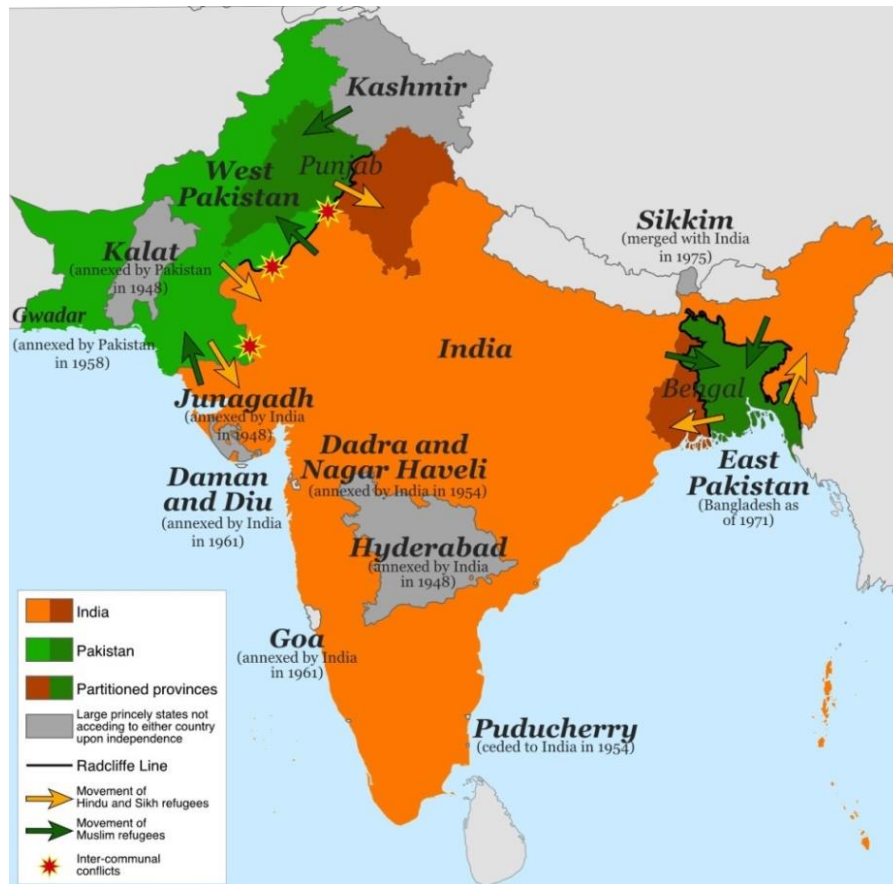 Kashmir
Punjab
West
Pakistan
Kalat
(annexed by Pakistan
in 1948)
Gwadar
(annexed by Pakistan
in 1958)
Sikkim
(merged with India
in 1975)
India
Bengal
Junagadh
(annexed by India
in 1948)
Dadra and
Nagar Haveli
(annexed by India in 1954)
Daman
and Diu
(annexed by India
in 1961)
East
Pakistan
(Bangladesh as
of 1971)
Hyderabad
(annexed by India
in 1948)
Goa
(annexed by India
in 1961)
Puducherry
(ceded to India in 1954)
India
Pakistan
Partitioned provinces
Large princely states not
acceding to either country
upon independence
Radcliffe Line
Movement of
Hindu and Sikh refugees
Movement of
Muslim refugees
Inter-communal
conflicts